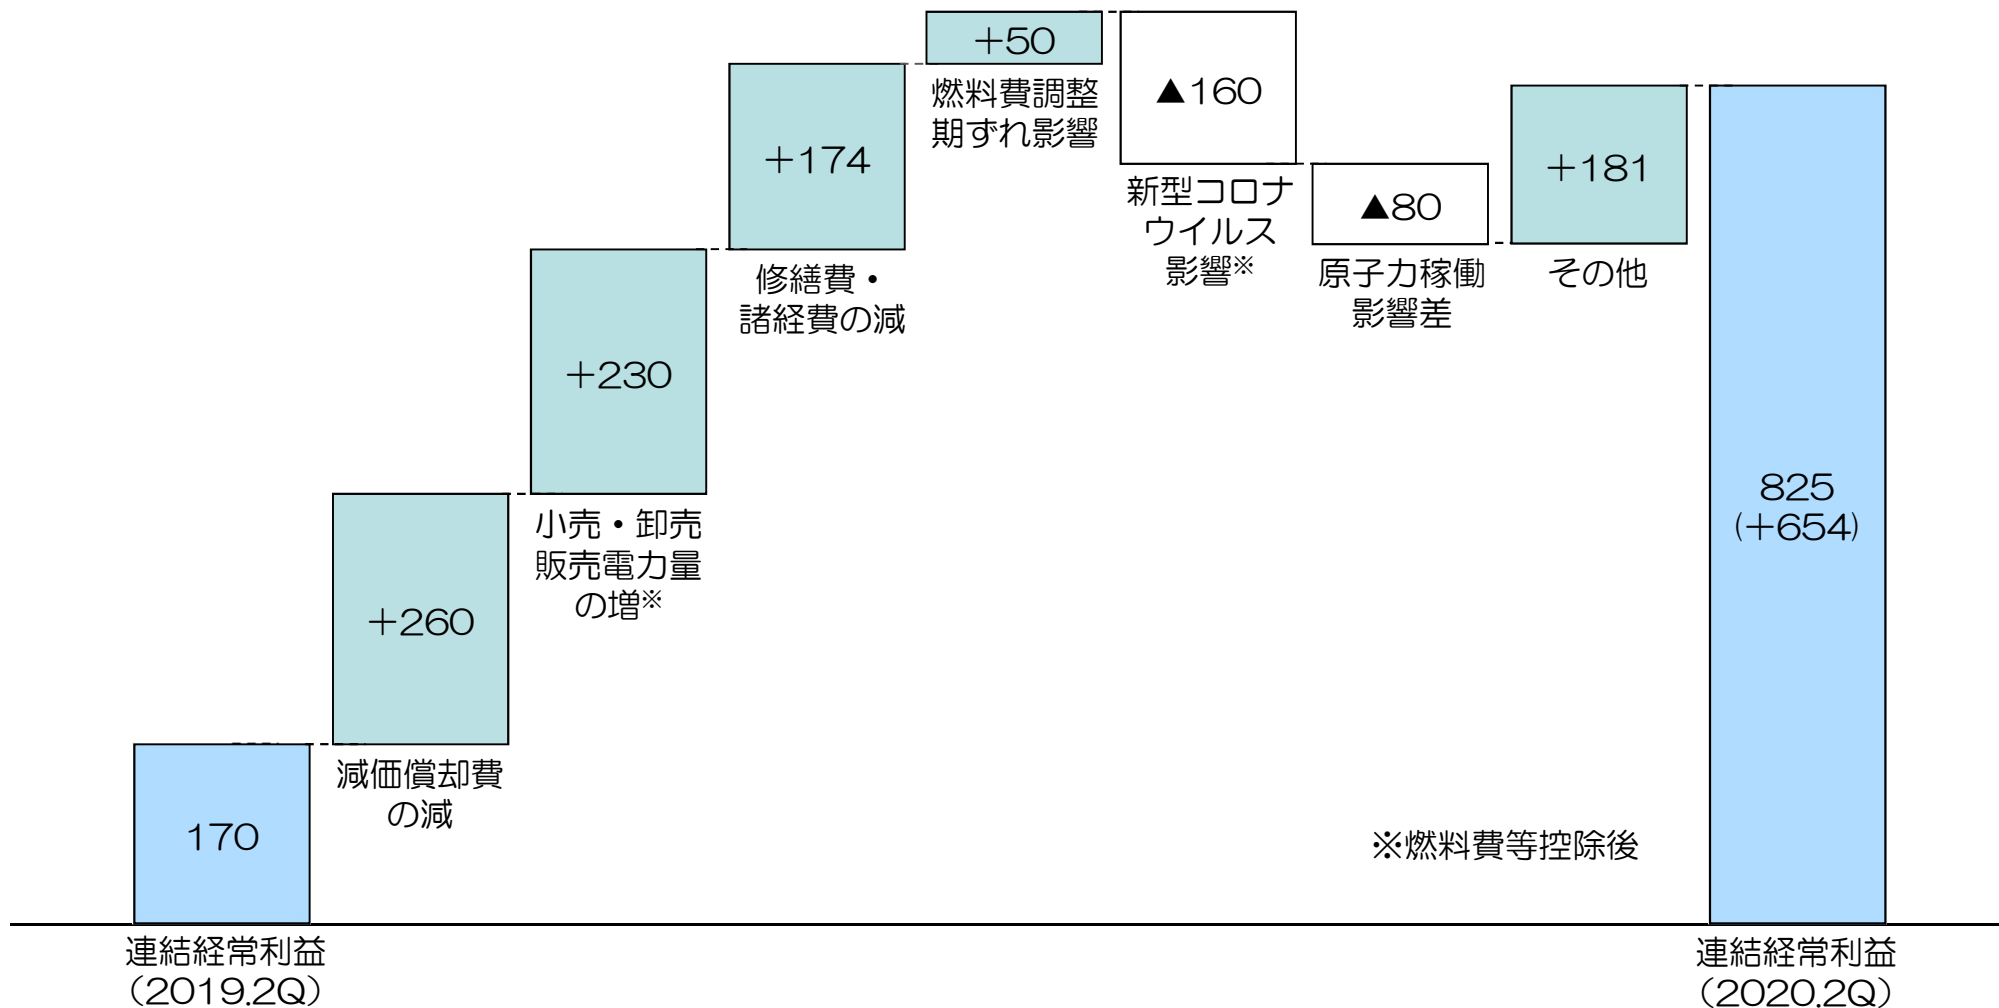 170
連結経常利益
（2019.2Q）
+260
減価償却費
の減
+230
小売・卸売
販売電力量
の増※
+174
修繕費・
諸経費の減
+50
燃料費調整
期ずれ影響
▲160
新型コロナ
ウイルス
影響※
▲80
原子力稼働
影響差
+181
その他
825
(+654)
連結経常利益
（2020.2Q）
※燃料費等控除後